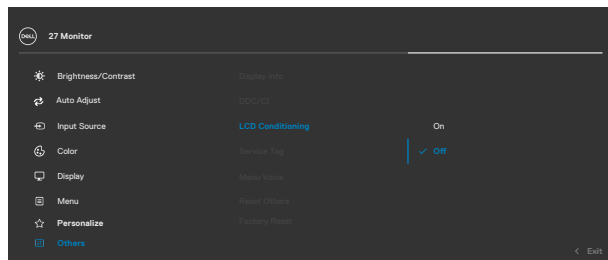 DELL
27 Monitor
Brightness/Contrast
Display Info
Auto Adjust
DDC/CI
Input Source
LCD Conditioning
On
Color
Service Tag
Off
Display
Menu Voice
Menu
Reset Others
Personalize
Factory Reset
Others
Exit